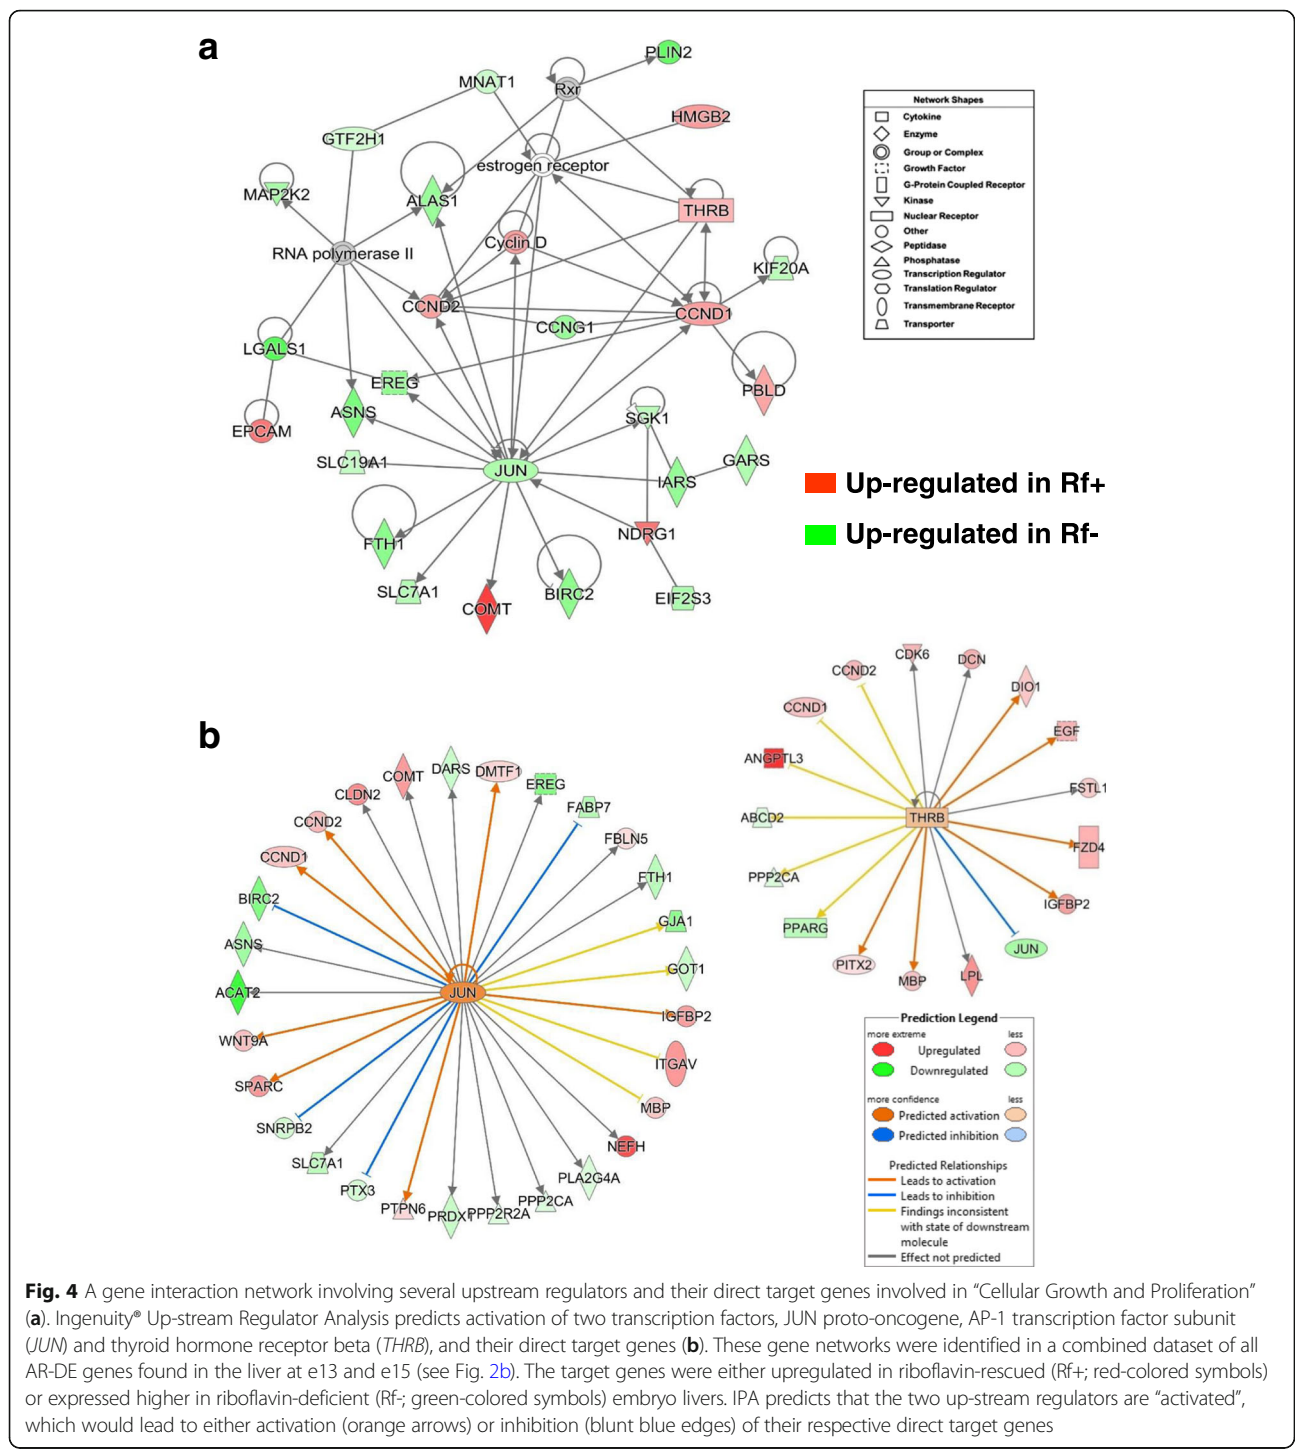 a
PLIN2
MNAT1
Rxr
HMGB2
GTF2H1
estrogen receptor
MAP2K2
ALAS1
THRB
Cyclin D
RNA polymerase II
KIF20A
CCND2
CCND1
CCNG1
LGALS1
EREG
PBLD
ASNS
SGK1
EPCAM
SLC19A1
JUN
GARS
IARS
NDRG1
FTH1
SLC7A1
COMT
BIRC2
EIF2S3
Network Shapes
Cytokine
Enzyme
Group or Complex
Growth Factor
G-Protein Coupled Receptor
Kinase
Nuclear Receptor
Other
Peptidase
Phosphatase
Transcription Regulator
Translation Regulator
Transmembrane Receptor
Transporter
Up-regulated in Rf+
Up-regulated in Rf-
b
COMT
DARS
DMTF1
EREG
CLDN2
FABP7
CCND2
FBLN5
CCND1
FTH1
BIRC2
GJA1
ASNS
GOT1
ACAT2
JUN
IGFBP2
WNT9A
ITGAV
SPARC
MBP
SNRPB2
NEFH
SLC7A1
PLA2G4A
PTX3
PPP2CA
PTPN6
PRDX1
PPP2R2A
CDK6
DCN
CCND2
DIO1
CCND1
EGF
ANGPTL3
FSTL1
ABCD2
THRB
FZD4
PPP2CA
IGFBP2
PPARG
JUN
PITX2
MBP
LPL
Prediction Legend
more extreme less
Upregulated
Downregulated
more confidence less
Predicted activation
Predicted inhibition
Predicted Relationships
Leads to activation
Leads to inhibition
Findings inconsistent
with state of downstream
molecule
Effect not predicted
Fig. 4 A gene interaction network involving several upstream regulators and their direct target genes involved in “Cellular Growth and Proliferation”
(a). Ingenuity® Up-stream Regulator Analysis predicts activation of two transcription factors, JUN proto-oncogene, AP-1 transcription factor subunit
(JUN) and thyroid hormone receptor beta (THRB), and their direct target genes (b). These gene networks were identified in a combined dataset of all
AR-DE genes found in the liver at e13 and e15 (see Fig. 2b). The target genes were either upregulated in riboflavin-rescued (Rf+; red-colored symbols)
or expressed higher in riboflavin-deficient (Rf-; green-colored symbols) embryo livers. IPA predicts that the two up-stream regulators are “activated”,
which would lead to either activation (orange arrows) or inhibition (blunt blue edges) of their respective direct target genes